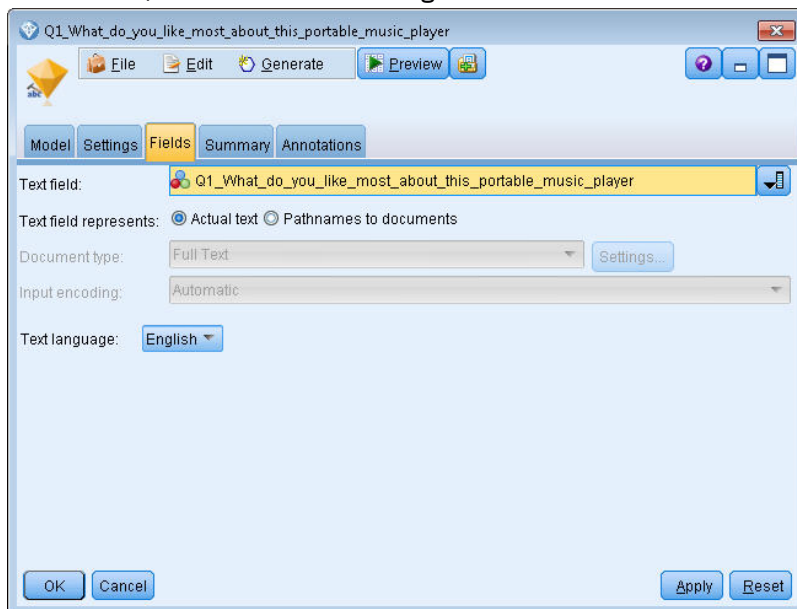 Q1_What_do_you_like_most_about_this_portable_music_player
File Edit Generate Preview
abc
Model Settings Fields Summary Annotations
Text field: Q1_What_do_you_like_most_about_this_portable_music_player
Text field represents: Actual text Pathnames to documents
Document type: Full Text Settings...
Input encoding: Automatic
Text language: English
OK Cancel Apply Reset